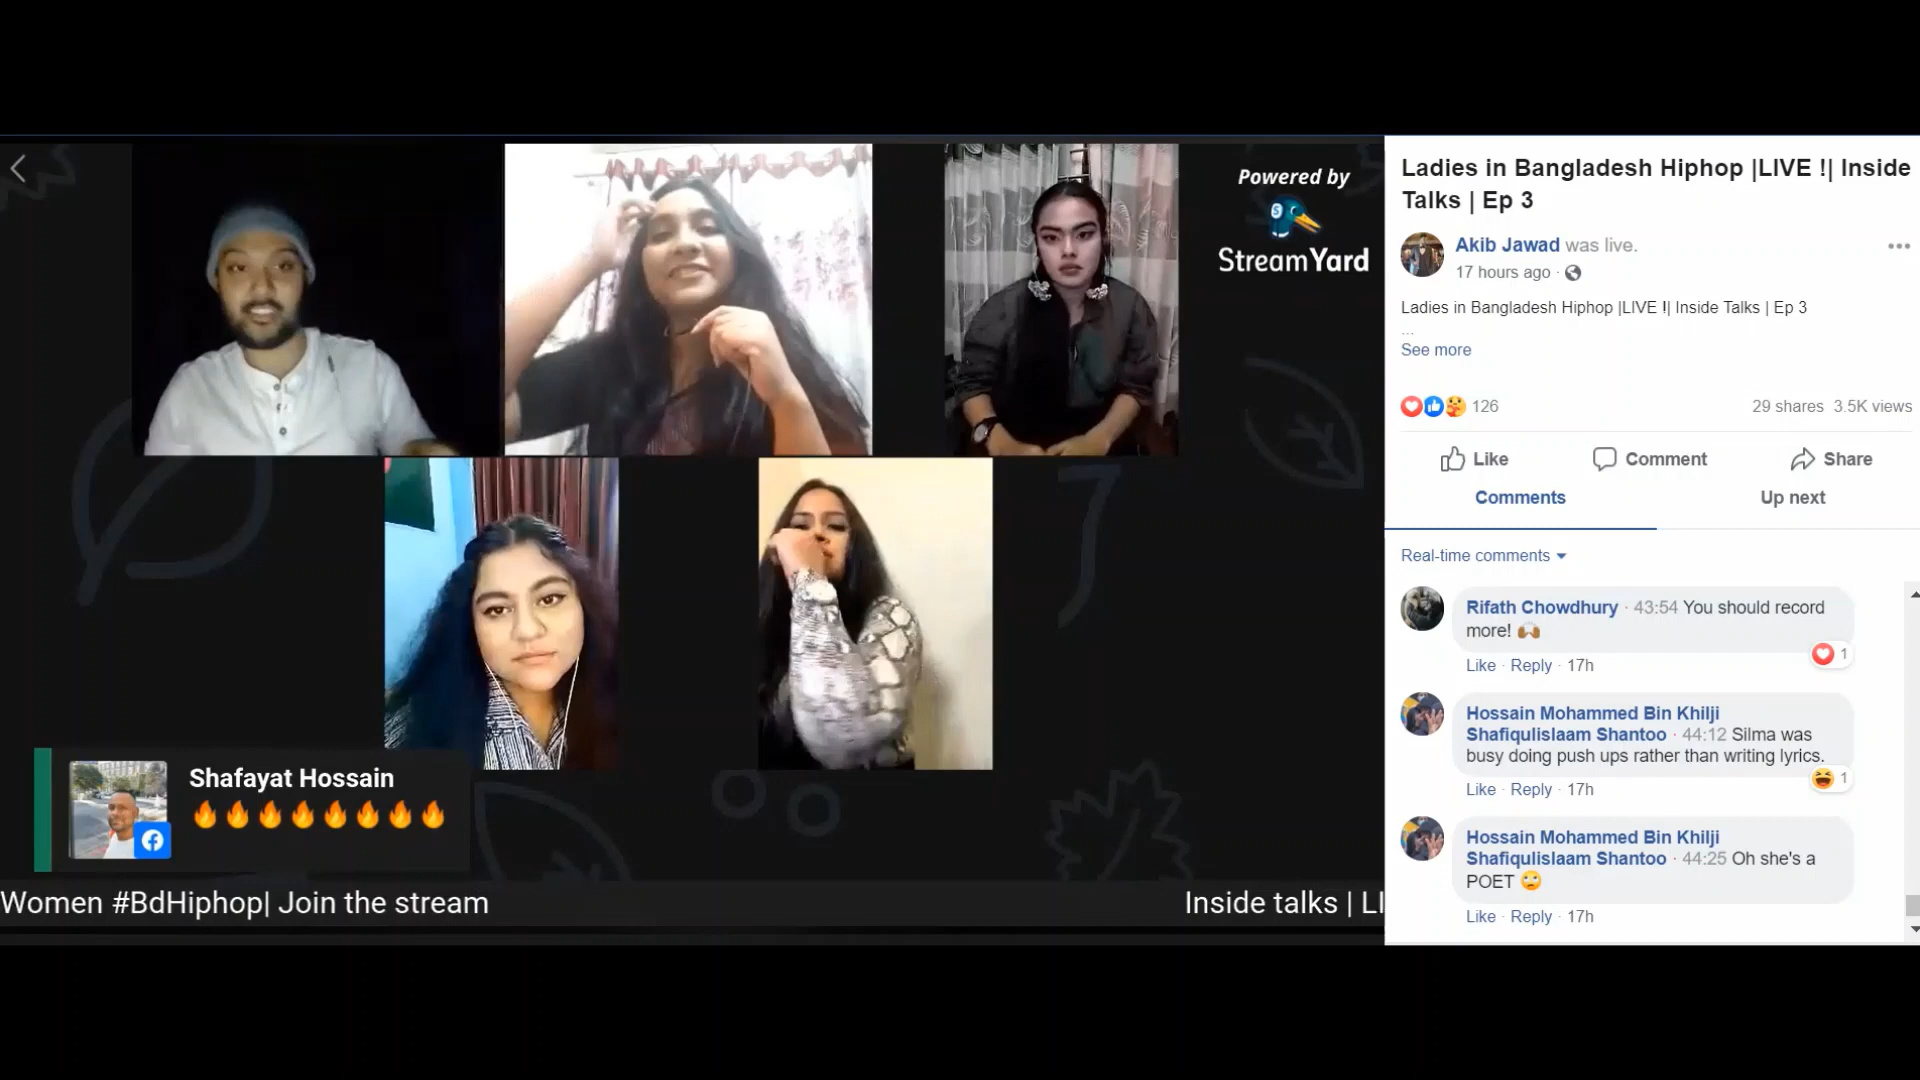 Powered by
StreamYard
Shafayat Hossain
🔥🔥🔥🔥🔥🔥🔥🔥
Women #BdHiphop| Join the stream
Inside talks | LI
Ladies in Bangladesh Hiphop |LIVE !| Inside
Talks | Ep 3
Akib Jawad was live.
17 hours ago ·
Ladies in Bangladesh Hiphop |LIVE !| Inside Talks | Ep 3
...
See more
126
29 shares 3.5K views
Like
Comment
Share
Comments
Up next
Real-time comments
Rifath Chowdhury · 43:54 You should record
more! 🙌🏾
1
Like · Reply · 17h
Hossain Mohammed Bin Khilji
Shafiqulislaam Shantoo · 44:12 Silma was
busy doing push ups rather than writing lyrics.
1
Like · Reply · 17h
Hossain Mohammed Bin Khilji
Shafiqulislaam Shantoo · 44:25 Oh she's a
POET 🙄
Like · Reply · 17h